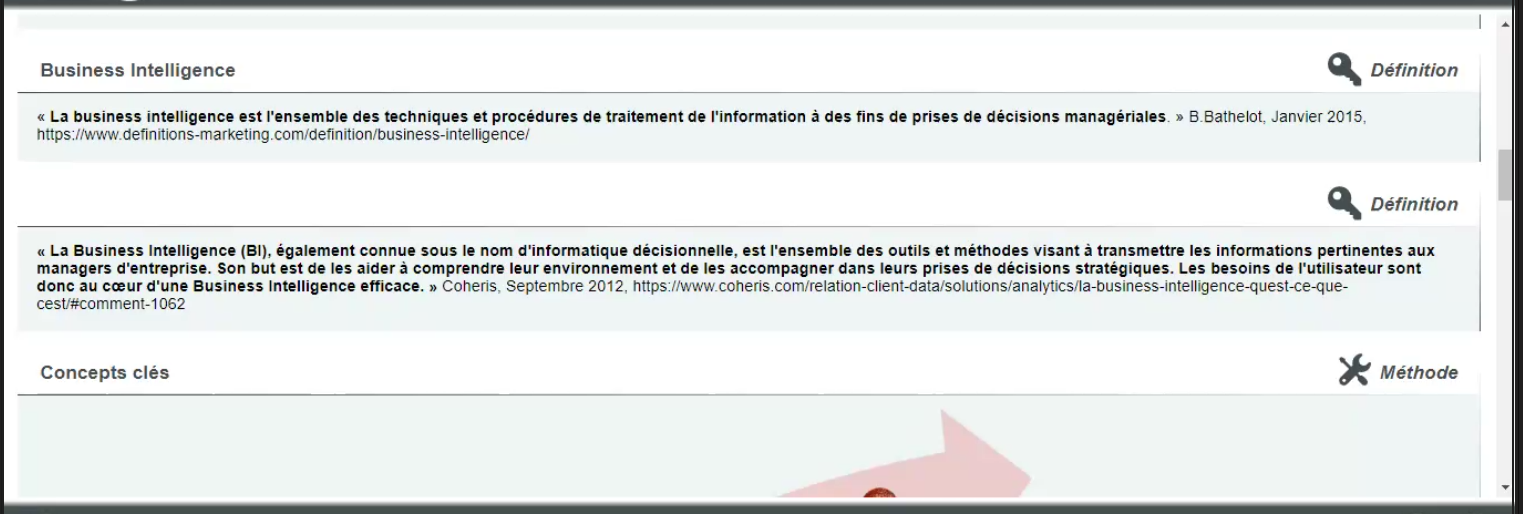 Business Intelligence
Définition
« La business intelligence est l'ensemble des techniques et procédures de traitement de l'information à des fins de prises de décisions managériales. » B.Bathelot, Janvier 2015,
https://www.definitions-marketing.com/definition/business-intelligence/
Définition
« La Business Intelligence (BI), également connue sous le nom d'informatique décisionnelle, est l'ensemble des outils et méthodes visant à transmettre les informations pertinentes aux
managers d'entreprise. Son but est de les aider à comprendre leur environnement et de les accompagner dans leurs prises de décisions stratégiques. Les besoins de l'utilisateur sont
donc au cœur d'une Business Intelligence efficace. » Coheris, Septembre 2012, https://www.coheris.com/relation-client-data/solutions/analytics/la-business-intelligence-quest-ce-que-
cest/#comment-1062
Concepts clés
Méthode